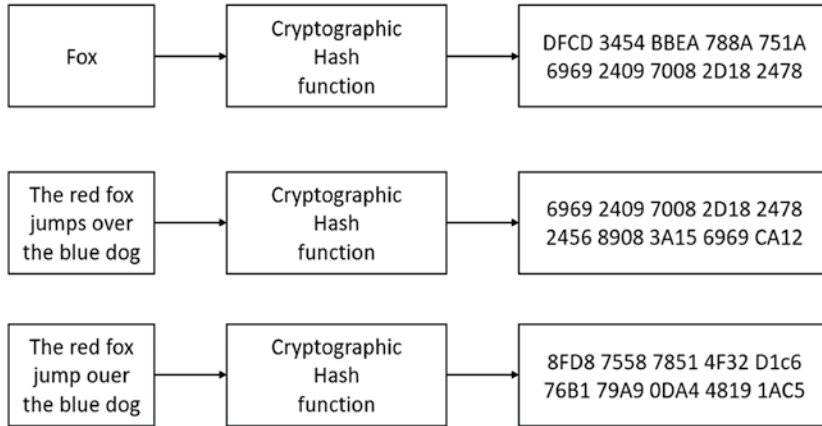 Fox
Cryptographic
Hash
function
DFCD 3454 BBEA 788A 751A
6969 2409 7008 2D18 2478
The red fox
jumps over
the blue dog
Cryptographic
Hash
function
6969 2409 7008 2D18 2478
2456 8908 3A15 6969 CA12
The red fox
jump ouer
the blue dog
Cryptographic
Hash
function
8FD8 7558 7851 4F32 D1c6
76B1 79A9 0DA4 4819 1AC5